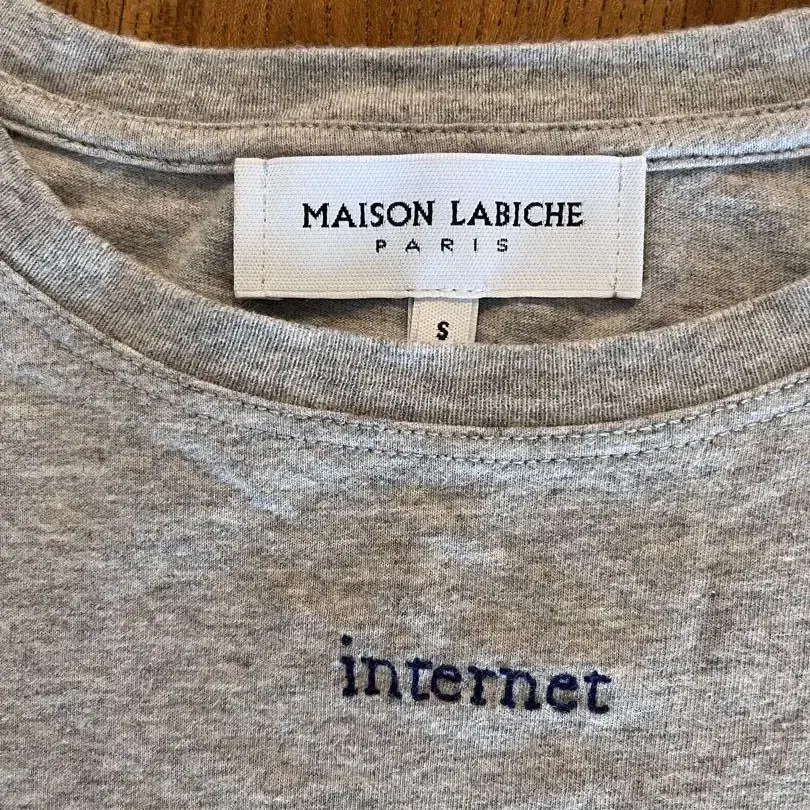 MAISON LABICHE
PARIS
S
internet